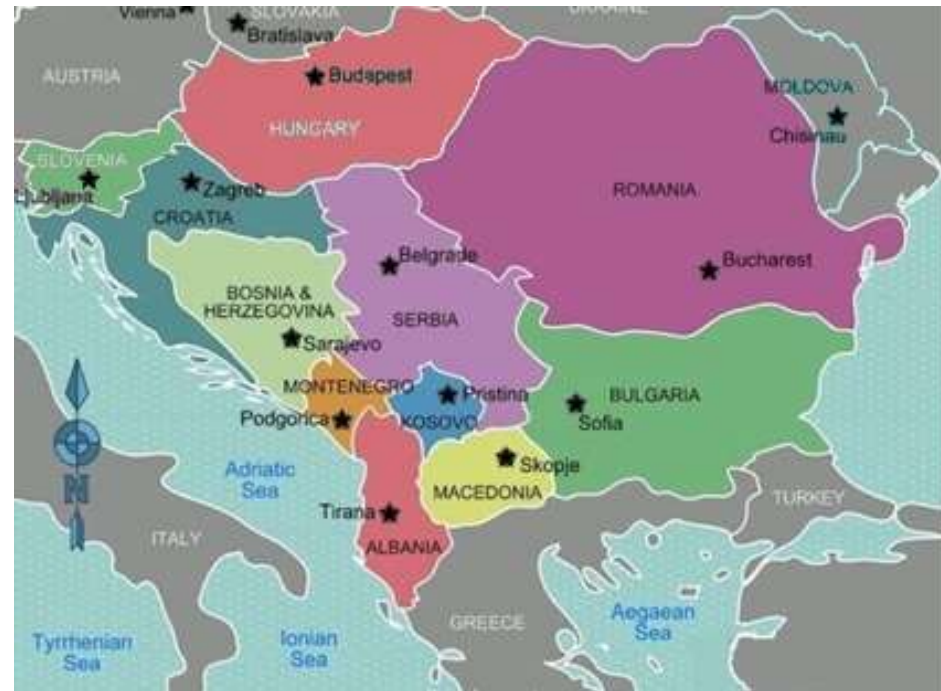 Vienna
SLOVAKIA
UKRAINE
Bratislava
AUSTRIA
Budapest
MOLDOVA
HUNGARY
Chisinau
SLOVENIA
Ljubljana
Zagreb
ROMANIA
CROATIA
Belgrade
Bucharest
BOSNIA &
HERZEGOVINA
SERBIA
Sarajevo
MONTENEGRO
Pristina
BULGARIA
Podgorica
KOSOVO
Sofia
Adriatic
Sea
Skopje
N
MACEDONIA
TURKEY
Tirana
ITALY
ALBANIA
Aegaean
Sea
GREECE
Tyrrhenian
Sea
Ionian
Sea